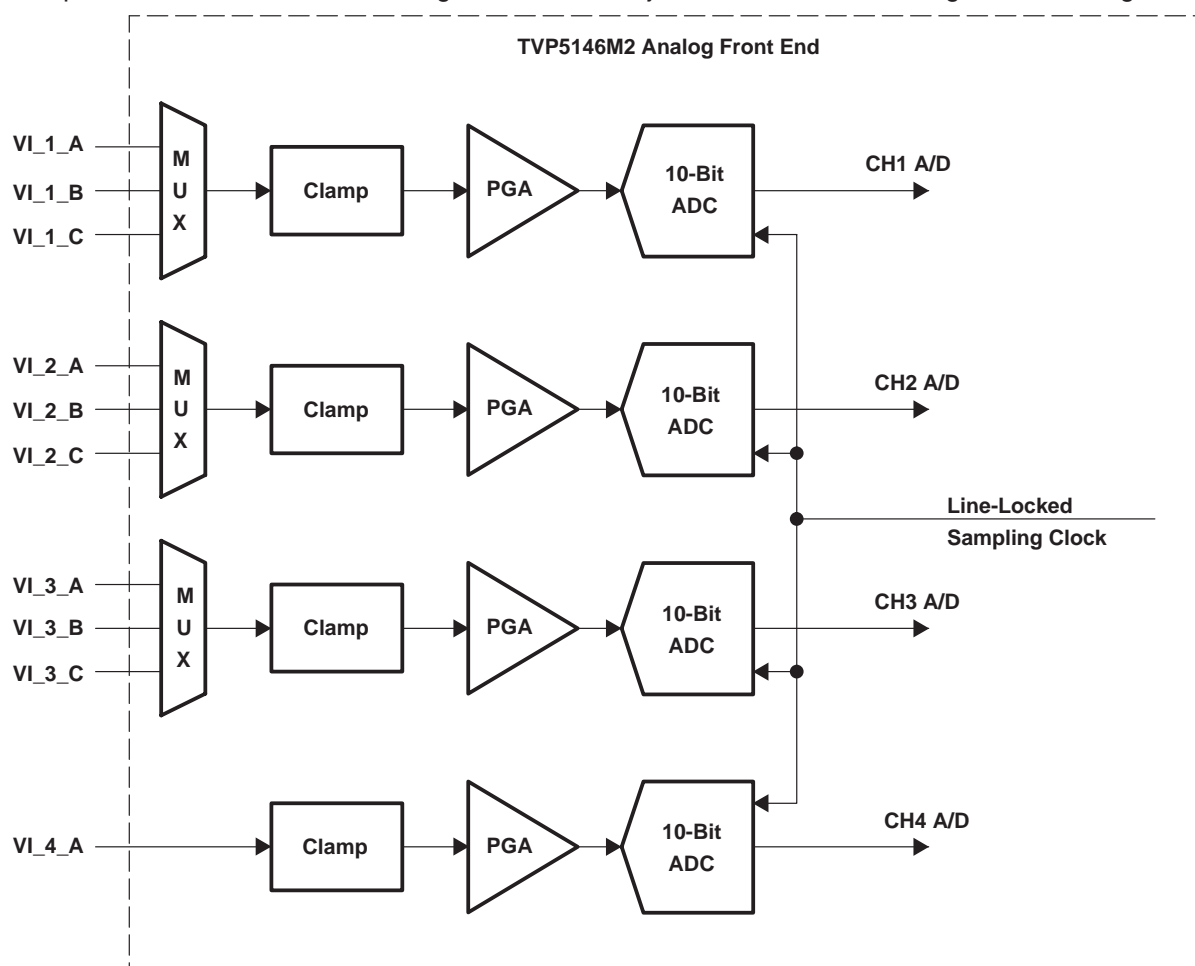 TVP5146M2 Analog Front End
VI_1_A
VI_1_B
VI_1_C
M
U
X
Clamp
PGA
10-Bit
ADC
CH1 A/D
VI_2_A
VI_2_B
VI_2_C
M
U
X
Clamp
PGA
10-Bit
ADC
CH2 A/D
Line-Locked
Sampling Clock
VI_3_A
VI_3_B
VI_3_C
M
U
X
Clamp
PGA
10-Bit
ADC
CH3 A/D
VI_4_A
Clamp
PGA
10-Bit
ADC
CH4 A/D